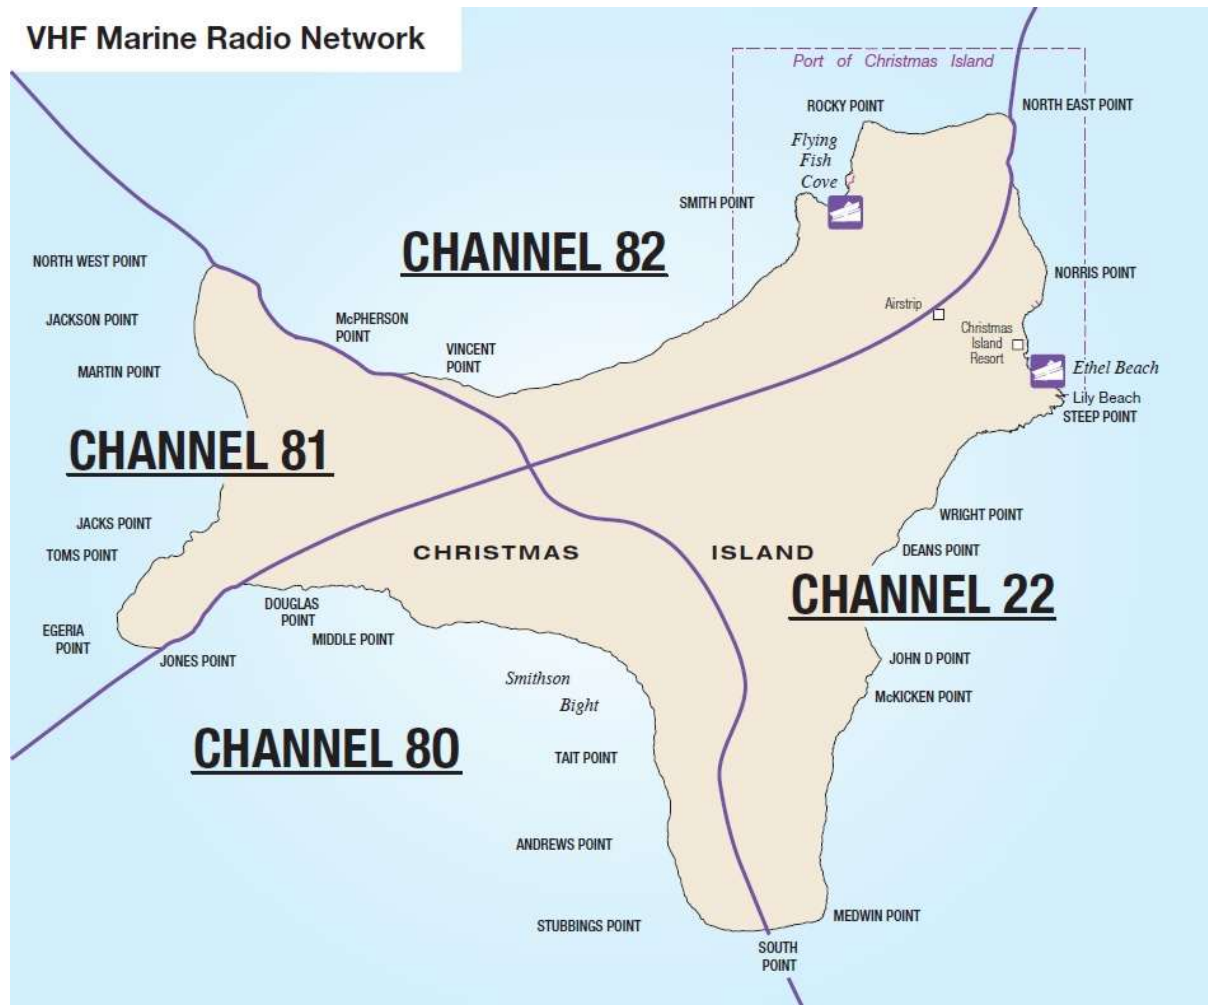 VHF Marine Radio Network
Port of Christmas Island
ROCKY POINT
NORTH EAST POINT
Flying
Fish
Cove
SMITH POINT
CHANNEL 82
NORTH WEST POINT
NORRIS POINT
JACKSON POINT
McPHERSON
POINT
Airstrip
Christmas
Island
Resort
VINCENT
POINT
MARTIN POINT
Ethel Beach
Lily Beach
STEEP POINT
CHANNEL 81
JACKS POINT
WRIGHT POINT
TOMS POINT
CHRISTMAS ISLAND
DEANS POINT
CHANNEL 22
DOUGLAS
POINT
MIDDLE POINT
EGERIA
POINT
JONES POINT
JOHN D POINT
Smithson
Bight
McKICKEN POINT
CHANNEL 80
TAIT POINT
ANDREWS POINT
STUBBINGS POINT
MEDWIN POINT
SOUTH
POINT